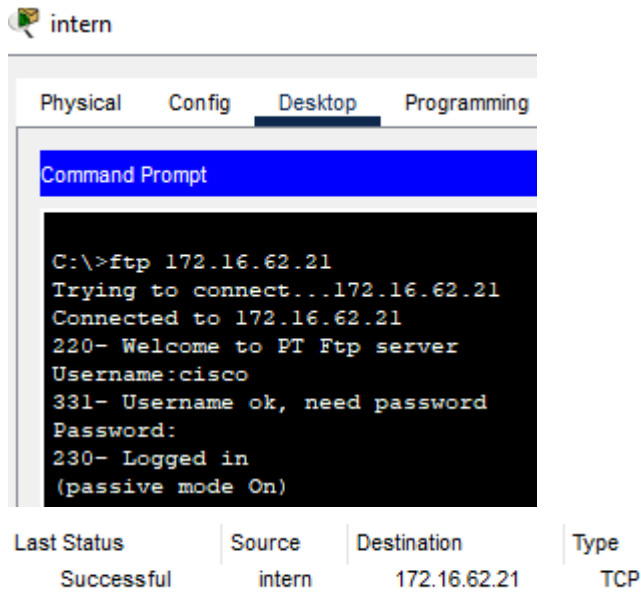 intern
Physical Config Desktop Programming
Command Prompt
C:\>ftp 172.16.62.21
Trying to connect...172.16.62.21
Connected to 172.16.62.21
220- Welcome to PT Ftp server
Username:cisco
331- Username ok, need password
Password:
230- Logged in
(passive mode On)
Last Status Source Destination Type
Successful intern 172.16.62.21 TCP